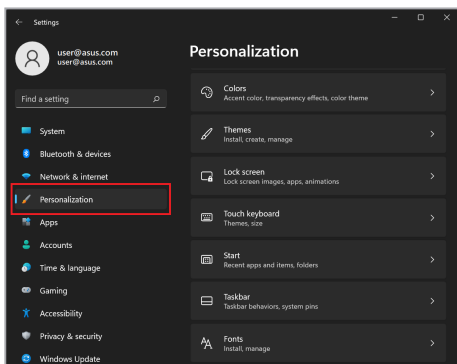 Settings
user@asus.com
user@asus.com
Find a setting
System
Bluetooth & devices
Network & internet
Personalization
Apps
Accounts
Time & language
Gaming
Accessibility
Privacy & security
Windows Update
Personalization
Colors
Accent color, transparency effects, color theme
Themes
Install, create, manage
Lock screen
Lock screen images, apps, animations
Touch keyboard
Themes, size
Start
Recent apps and items, folders
Taskbar
Taskbar behaviors, system pins
Fonts
Install, manage